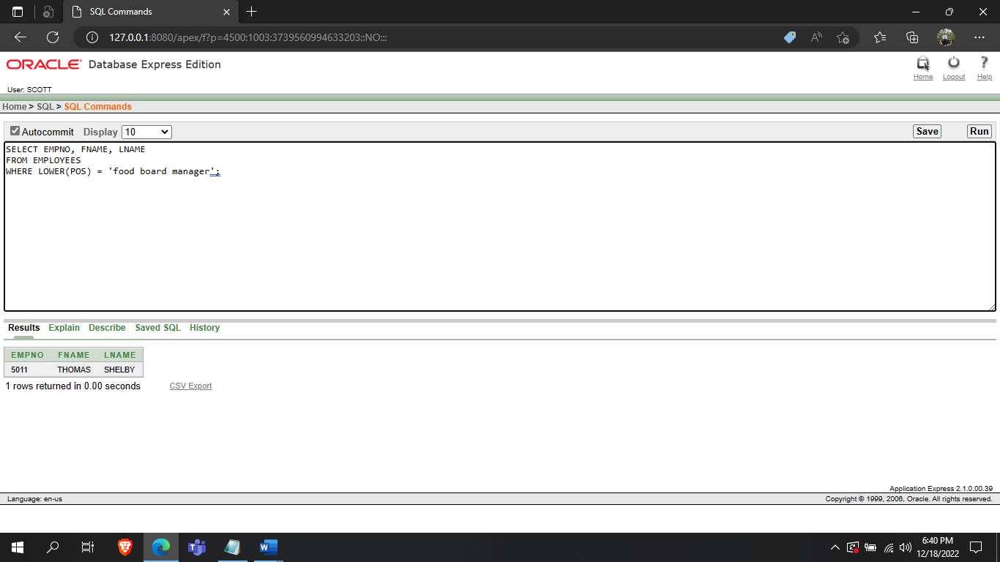 SQL Commands
127.0.0.1:8080/apex/f?p=4500:1003:3739560994633203::NO:::
ORACLE Database Express Edition
Home Logout Help
User: SCOTT
Home > SQL > SQL Commands
Autocommit Display 10 Save Run
SELECT EMPNO, FNAME, LNAME
FROM EMPLOYEES
WHERE LOWER(POS) = 'food board manager';
Results Explain Describe Saved SQL History
EMPNO FNAME LNAME
5011 THOMAS SHELBY
1 rows returned in 0.00 seconds CSV Export
Application Express 2.1.0.00.39
Language: en-us Copyright © 1999, 2006, Oracle. All rights reserved.
6:40 PM
12/18/2022